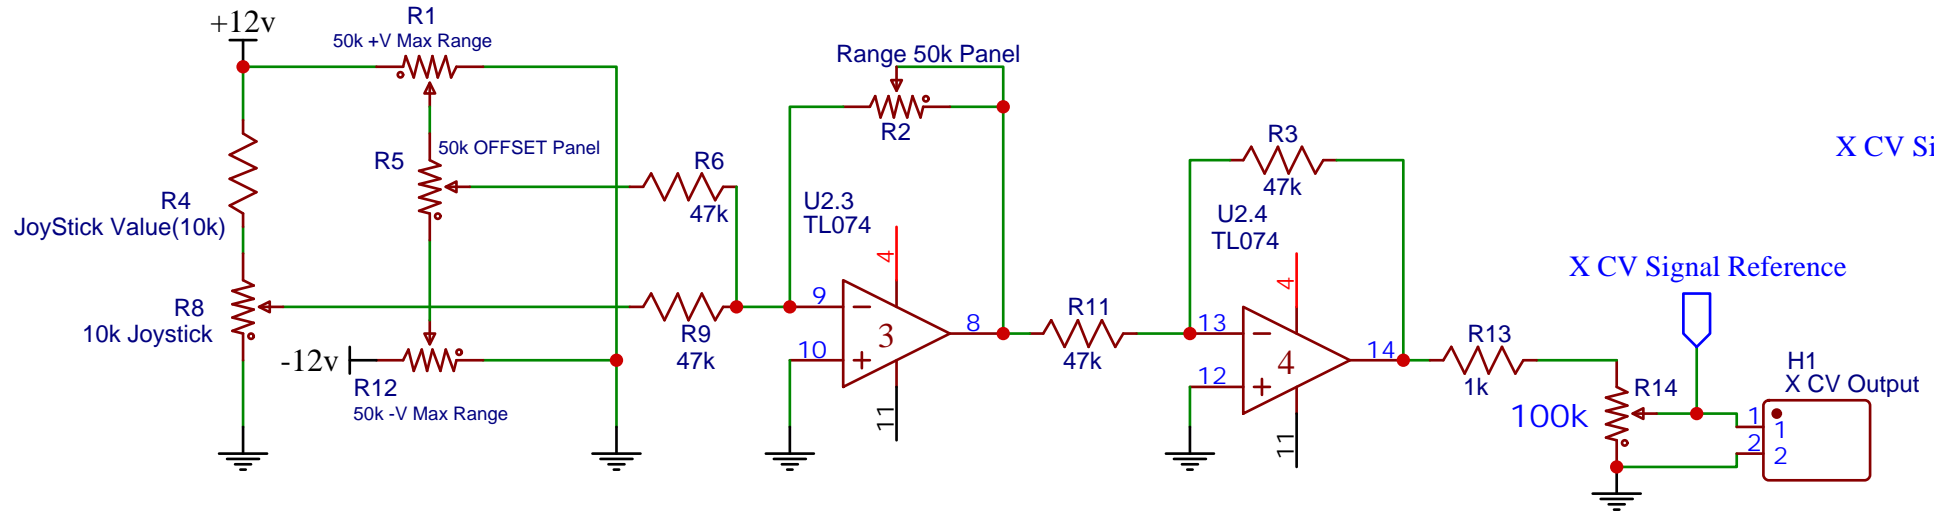 +12v
R1
50k +V Max Range
Range 50k Panel
R2
R3
47k
X CV Si
R5
50k OFFSET Panel
R6
47k
R4
JoyStick Value(10k)
U2.3
TL074
4
U2.4
TL074
4
X CV Signal Reference
R8
10k Joystick
R9
47k
9
10
3
8
11
R11
47k
13
12
4
14
11
-12v
R12
50k -V Max Range
R13
1k
R14
100k
H1
X CV Output
1
1
2
2